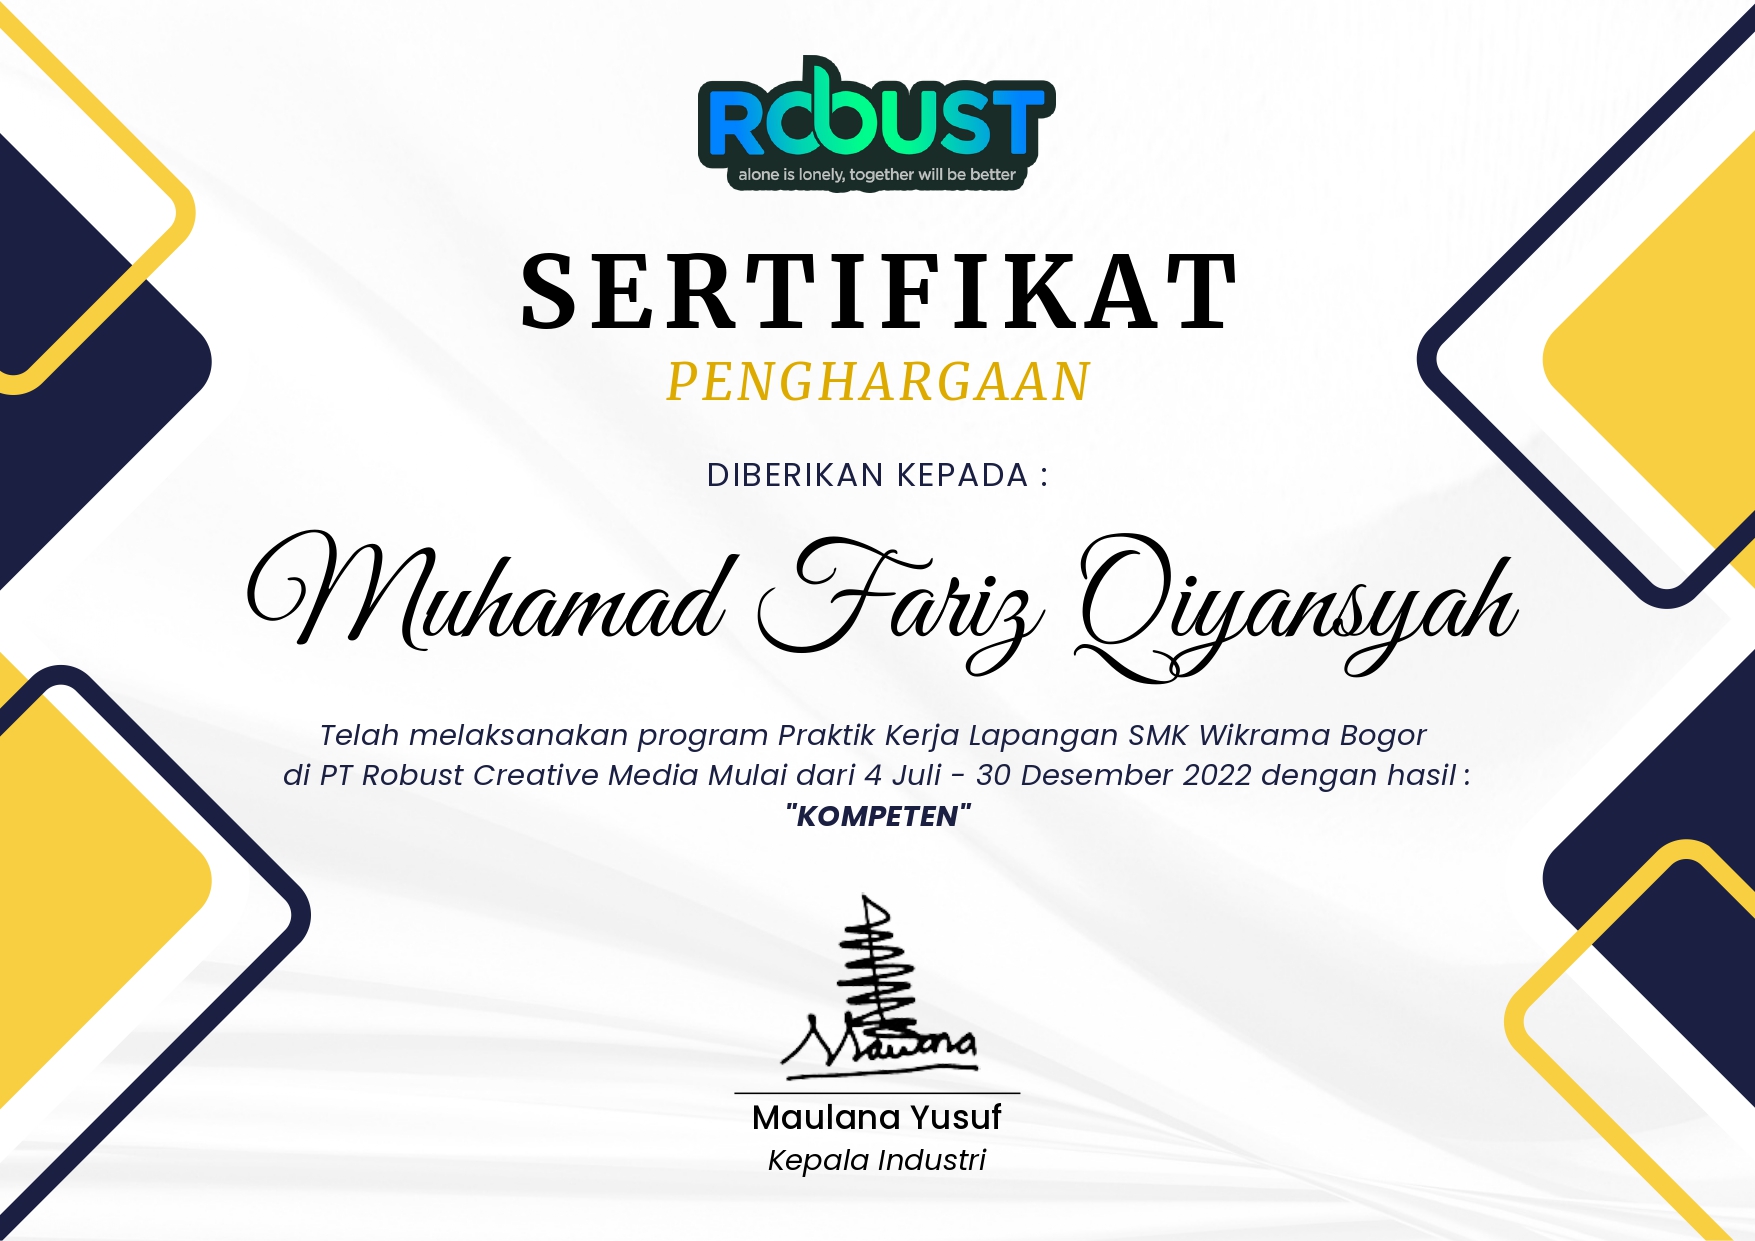 RobUST
alone is lonely, together will be better
SERTIFIKAT
PENGHARGAAN
DIBERIKAN KEPADA :
Muhamad Fariz Qiyansyah
Telah melaksanakan program Praktik Kerja Lapangan SMK Wikrama Bogor
di PT Robust Creative Media Mulai dari 4 Juli - 30 Desember 2022 dengan hasil :
"KOMPETEN"
Maulana
Maulana Yusuf
Kepala Industri